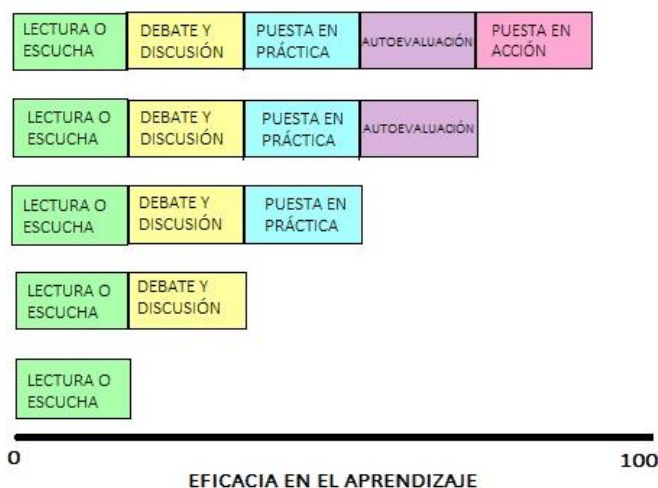 LECTURA O
ESCUCHA
DEBATE Y
DISCUSIÓN
PUESTA EN
PRÁCTICA
AUTOEVALUACIÓN
PUESTA EN
ACCIÓN
LECTURA O
ESCUCHA
DEBATE Y
DISCUSIÓN
PUESTA EN
PRÁCTICA
AUTOEVALUACIÓN
LECTURA O
ESCUCHA
DEBATE Y
DISCUSIÓN
PUESTA EN
PRÁCTICA
LECTURA O
ESCUCHA
DEBATE Y
DISCUSIÓN
LECTURA O
ESCUCHA
0
100
EFICACIA EN EL APRENDIZAJE